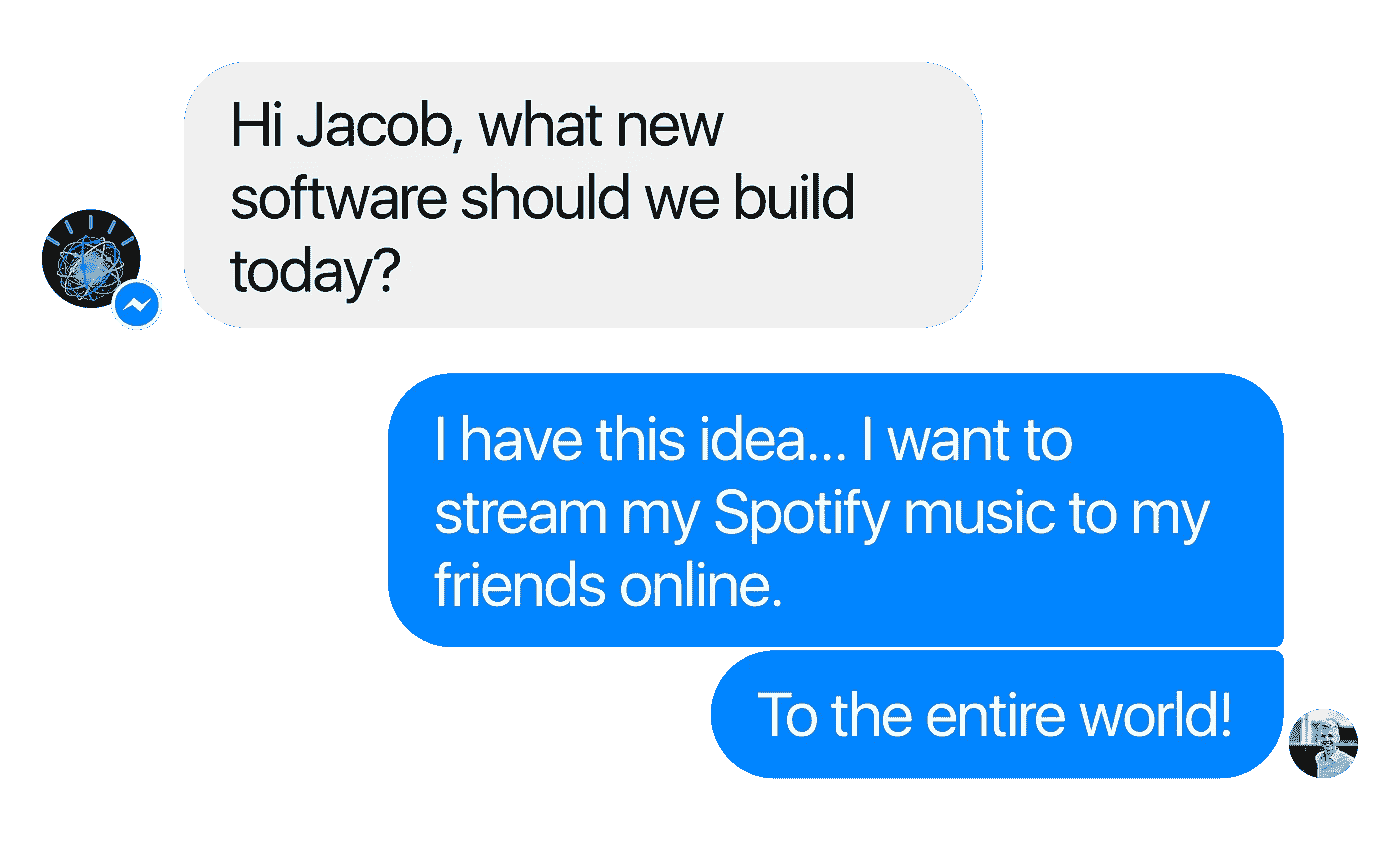 Hi Jacob, what new
software should we build
today?
I have this idea... I want to
stream my Spotify music to my
friends online.
To the entire world!